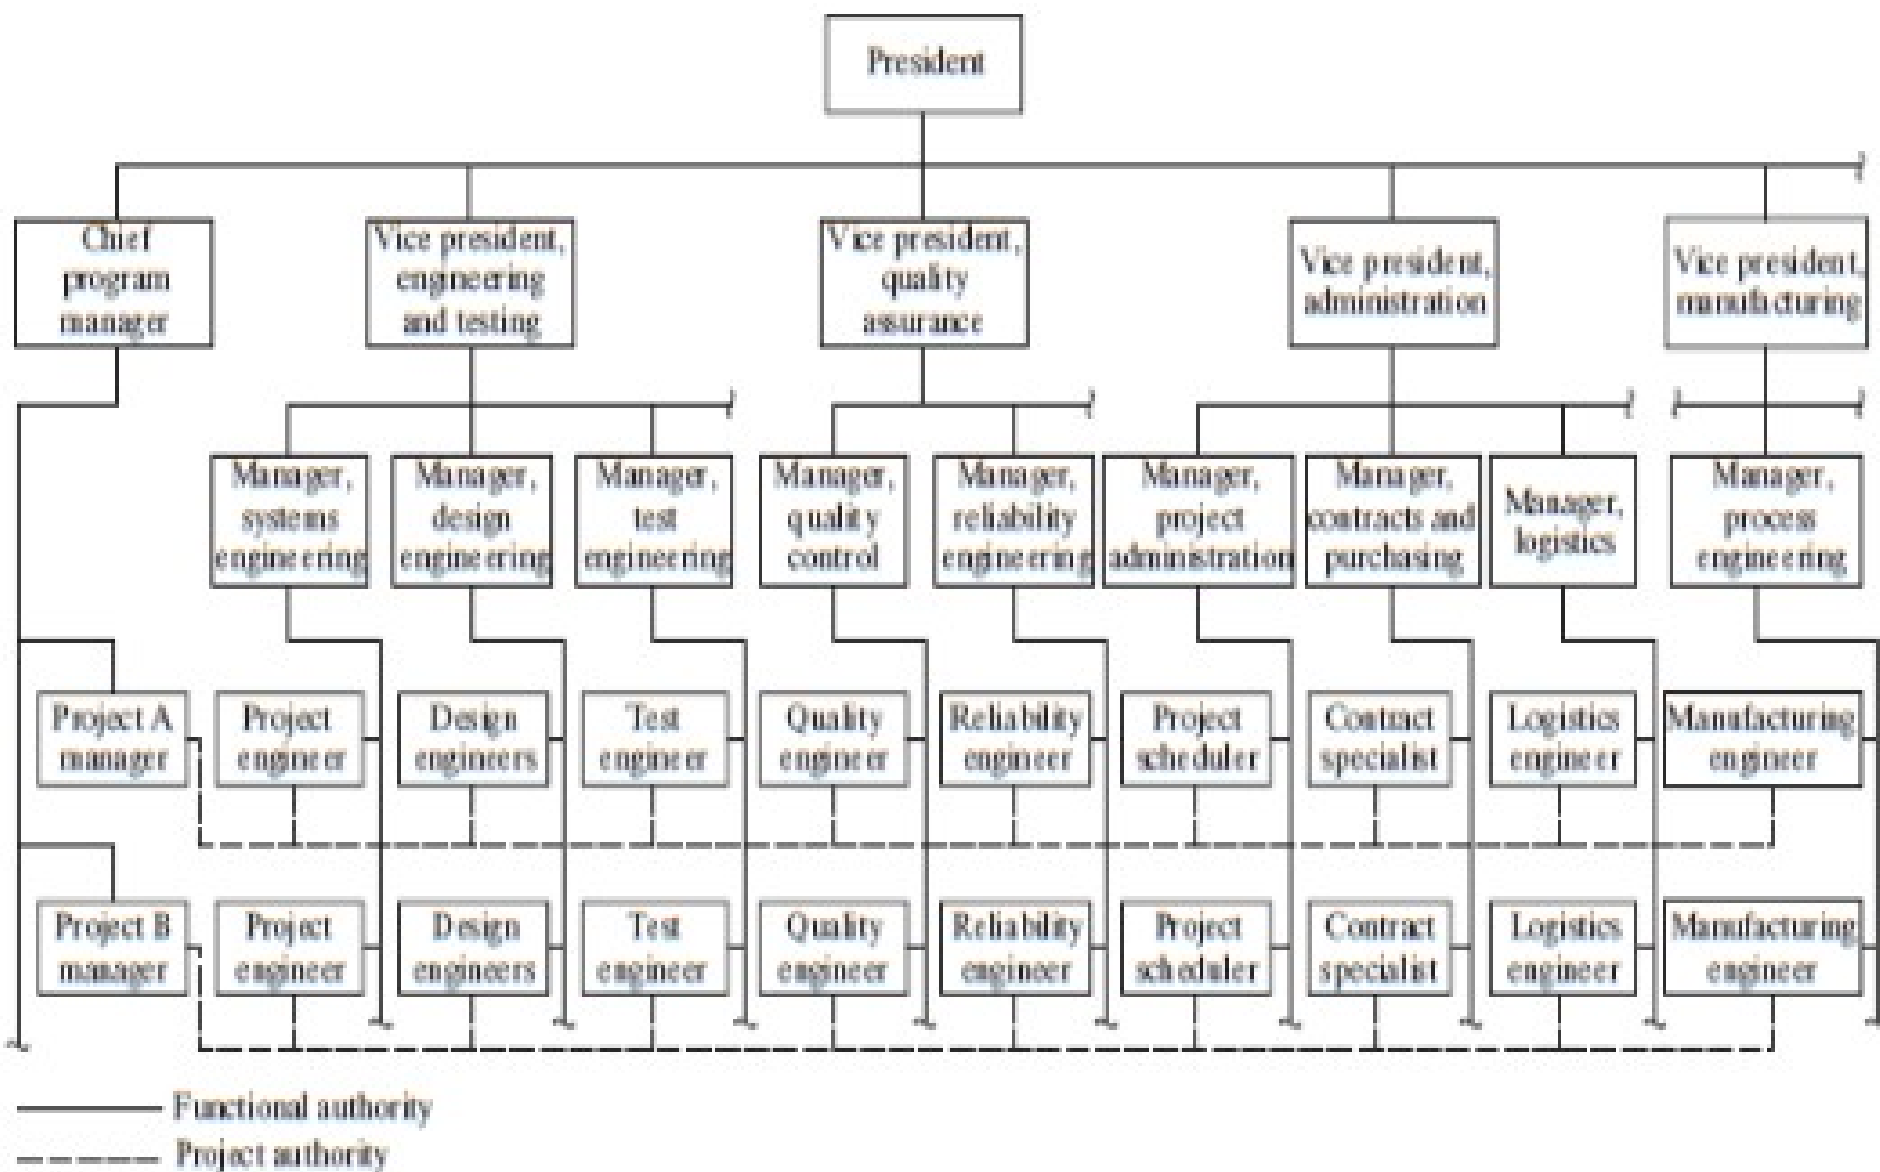 President
Chief
program
manager
Vice president,
engineering
and testing
Vice president,
quality
assurance
Vice president,
administration
Vice president,
manufacturing
Manager,
systems
engineering
Manager,
design
engineering
Manager,
test
engineering
Manager,
quality
control
Manager,
reliability
engineering
Manager,
project
administration
Manager,
contracts and
purchasing
Manager,
logistics
Manager,
process
engineering
Project A
manager
Project
engineer
Design
engineers
Test
engineer
Quality
engineer
Reliability
engineer
Project
scheduler
Contract
specialist
Logistics
engineer
Manufacturing
engineer
Project B
manager
Project
engineer
Design
engineers
Test
engineer
Quality
engineer
Reliability
engineer
Project
scheduler
Contract
specialist
Logistics
engineer
Manufacturing
engineer
Functional authority
Project authority